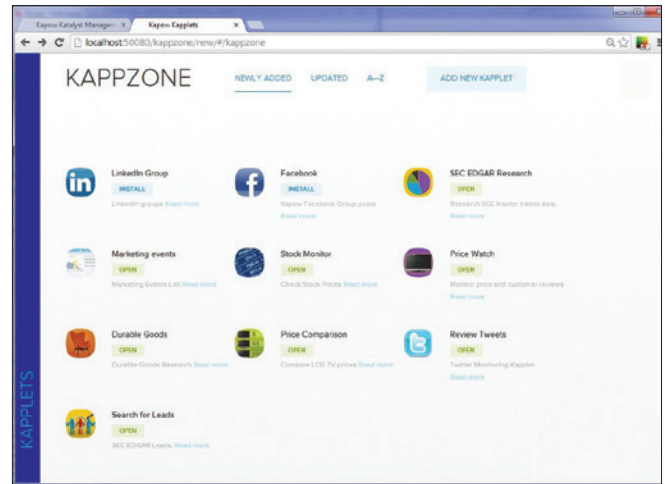 Kapow Katalyst Manager
Kapow Kapplets
localhost:50080/kappzone/new/#/kappzone
KAPPZONE
NEWLY ADDED
UPDATED
A–Z
ADD NEW KAPPLET
LinkedIn Group
INSTALL
LinkedIn groups Read more
Facebook
INSTALL
Kapow Facebook Group posts
Read more
SEC EDGAR Research
OPEN
Research SEC Insider trades data.
Read more
Marketing events
OPEN
Marketing Events List Read more
Stock Monitor
OPEN
Check Stock Prices Read more
Price Watch
OPEN
Monitor price and customer reviews
Read more
Durable Goods
OPEN
Durable Goods Research Read more
Price Comparison
OPEN
Compare LCD TV prices Read more
Review Tweets
OPEN
Twitter Monitoring Kapplet
Read more
Search for Leads
OPEN
SEC EDGAR Leads. Read more
KAPPLETS